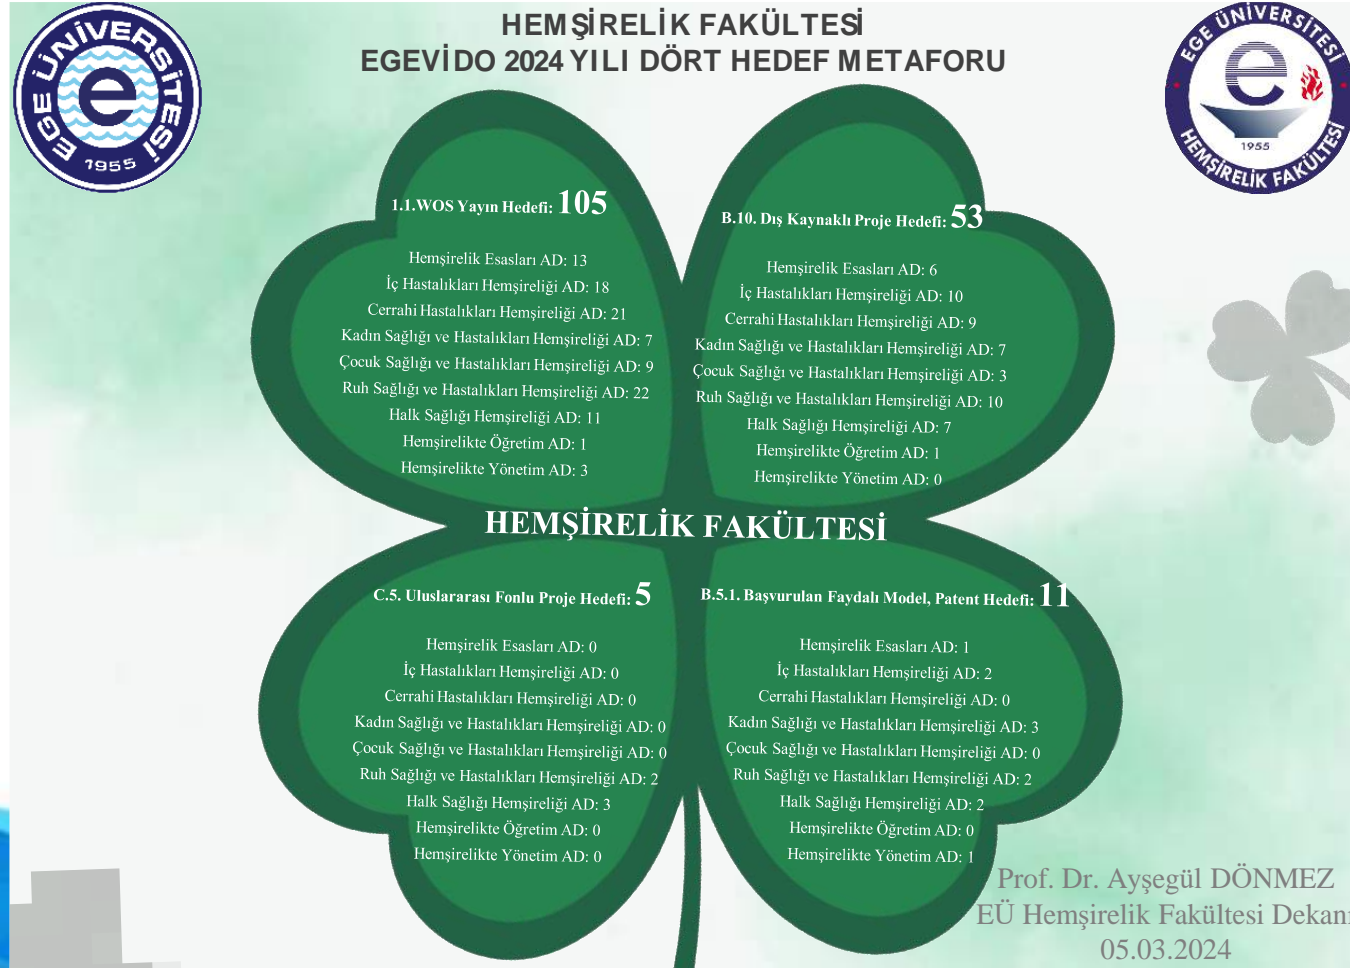 HEMŞİRELİK FAKÜLTESİ
EGEVİDO 2024 YILI DÖRT HEDEF METAFORU
EGE ÜNİVERSİTESİ
1955
EGE ÜNİVERSİTESİ
1955
HEMŞİRELİK FAKÜLTESİ
1.1.WOS Yayın Hedefi: 105
Hemşirelik Esasları AD: 13
İç Hastalıkları Hemşireliği AD: 18
Cerrahi Hastalıkları Hemşireliği AD: 21
Kadın Sağlığı ve Hastalıkları Hemşireliği AD: 7
Çocuk Sağlığı ve Hastalıkları Hemşireliği AD: 9
Ruh Sağlığı ve Hastalıkları Hemşireliği AD: 22
Halk Sağlığı Hemşireliği AD: 11
Hemşirelikte Öğretim AD: 1
Hemşirelikte Yönetim AD: 3
B.10. Dış Kaynaklı Proje Hedefi: 53
Hemşirelik Esasları AD: 6
İç Hastalıkları Hemşireliği AD: 10
Cerrahi Hastalıkları Hemşireliği AD: 9
Kadın Sağlığı ve Hastalıkları Hemşireliği AD: 7
Çocuk Sağlığı ve Hastalıkları Hemşireliği AD: 3
Ruh Sağlığı ve Hastalıkları Hemşireliği AD: 10
Halk Sağlığı Hemşireliği AD: 7
Hemşirelikte Öğretim AD: 1
Hemşirelikte Yönetim AD: 0
HEMŞİRELİK FAKÜLTESİ
C.5. Uluslararası Fonlu Proje Hedefi: 5
Hemşirelik Esasları AD: 0
İç Hastalıkları Hemşireliği AD: 0
Cerrahi Hastalıkları Hemşireliği AD: 0
Kadın Sağlığı ve Hastalıkları Hemşireliği AD: 0
Çocuk Sağlığı ve Hastalıkları Hemşireliği AD: 0
Ruh Sağlığı ve Hastalıkları Hemşireliği AD: 2
Halk Sağlığı Hemşireliği AD: 3
Hemşirelikte Öğretim AD: 0
Hemşirelikte Yönetim AD: 0
B.5.1. Başvurulan Faydalı Model, Patent Hedefi: 11
Hemşirelik Esasları AD: 1
İç Hastalıkları Hemşireliği AD: 2
Cerrahi Hastalıkları Hemşireliği AD: 0
Kadın Sağlığı ve Hastalıkları Hemşireliği AD: 3
Çocuk Sağlığı ve Hastalıkları Hemşireliği AD: 0
Ruh Sağlığı ve Hastalıkları Hemşireliği AD: 2
Halk Sağlığı Hemşireliği AD: 2
Hemşirelikte Öğretim AD: 0
Hemşirelikte Yönetim AD: 1
Prof. Dr. Ayşegül DÖNMEZ
EÜ Hemşirelik Fakültesi Dekanı
05.03.2024